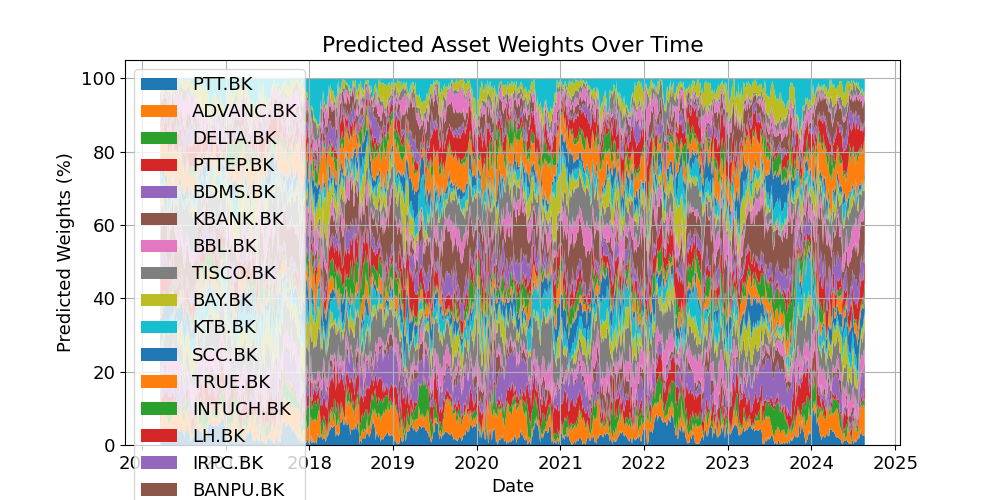 Predicted Asset Weights Over Time
Predicted Weights (%)
100
80
60
40
20
0
PTT.BK
ADVANC.BK
DELTA.BK
PTTEP.BK
BDMS.BK
KBANK.BK
BBL.BK
TISCO.BK
BAY.BK
KTB.BK
SCC.BK
TRUE.BK
INTUCH.BK
LH.BK
IRPC.BK
BANPU.BK
2018 2019 2020 2021 2022 2023 2024 2025
Date